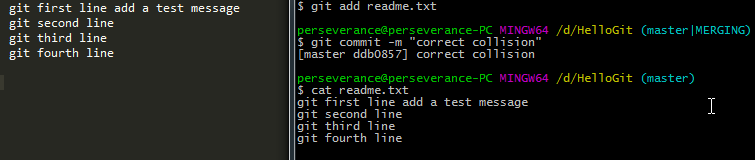 git first line add a test message
git second line
git third line
git fourth line
$ git add readme.txt
perseverance@perseverance-PC MINGW64 /d/HelloGit (master|MERGING)
$ git commit -m "correct collision"
[master ddb0857] correct collision
perseverance@perseverance-PC MINGW64 /d/HelloGit (master)
$ cat readme.txt
git first line add a test message
git second line
git third line
git fourth line